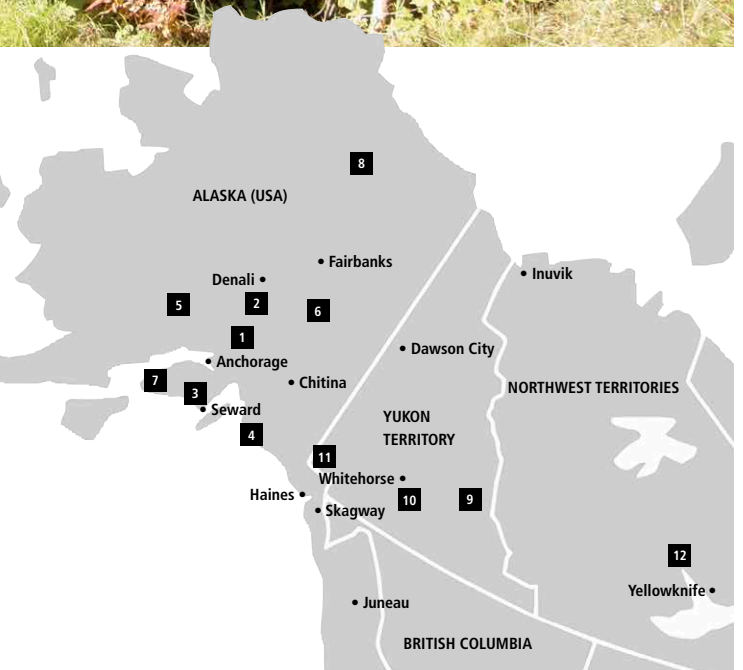 8
ALASKA (USA)
Fairbanks
Denali
Inuvik
5
2
6
1
Dawson City
Anchorage
7
Chitina
NORTHWEST TERRITORIES
3
Seward
YUKON
TERRITORY
4
11
Whitehorse
Haines
10
9
Skagway
12
Yellowknife
Juneau
BRITISH COLUMBIA